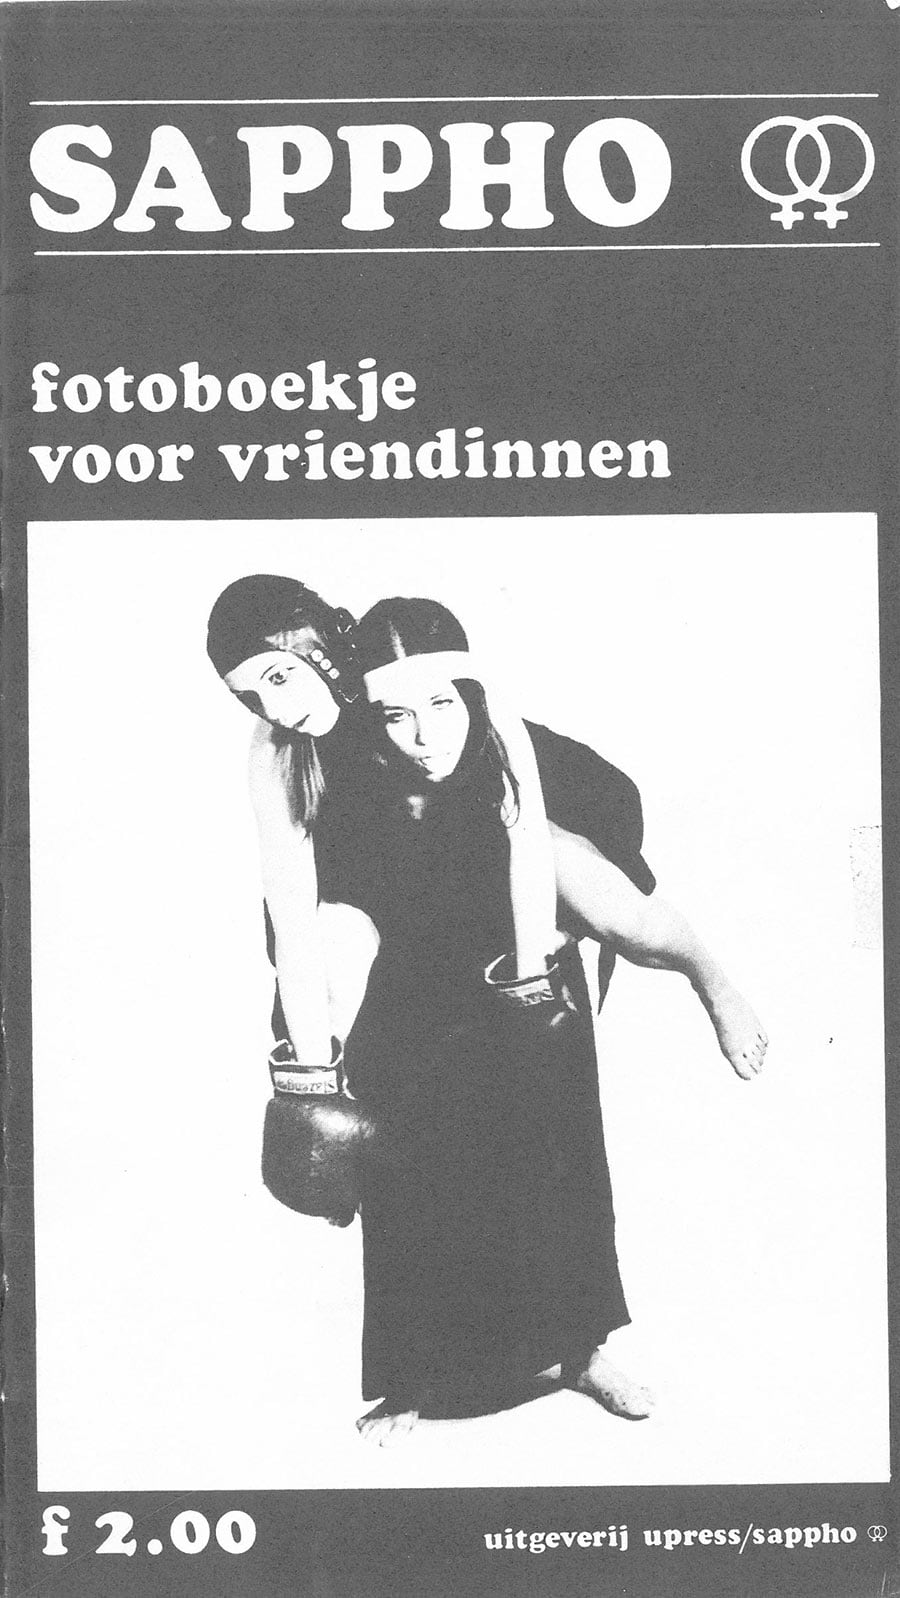 SAPPHO
fotoboekje
voor vriendinnen
f 2.00
uitgeverij upress/sappho